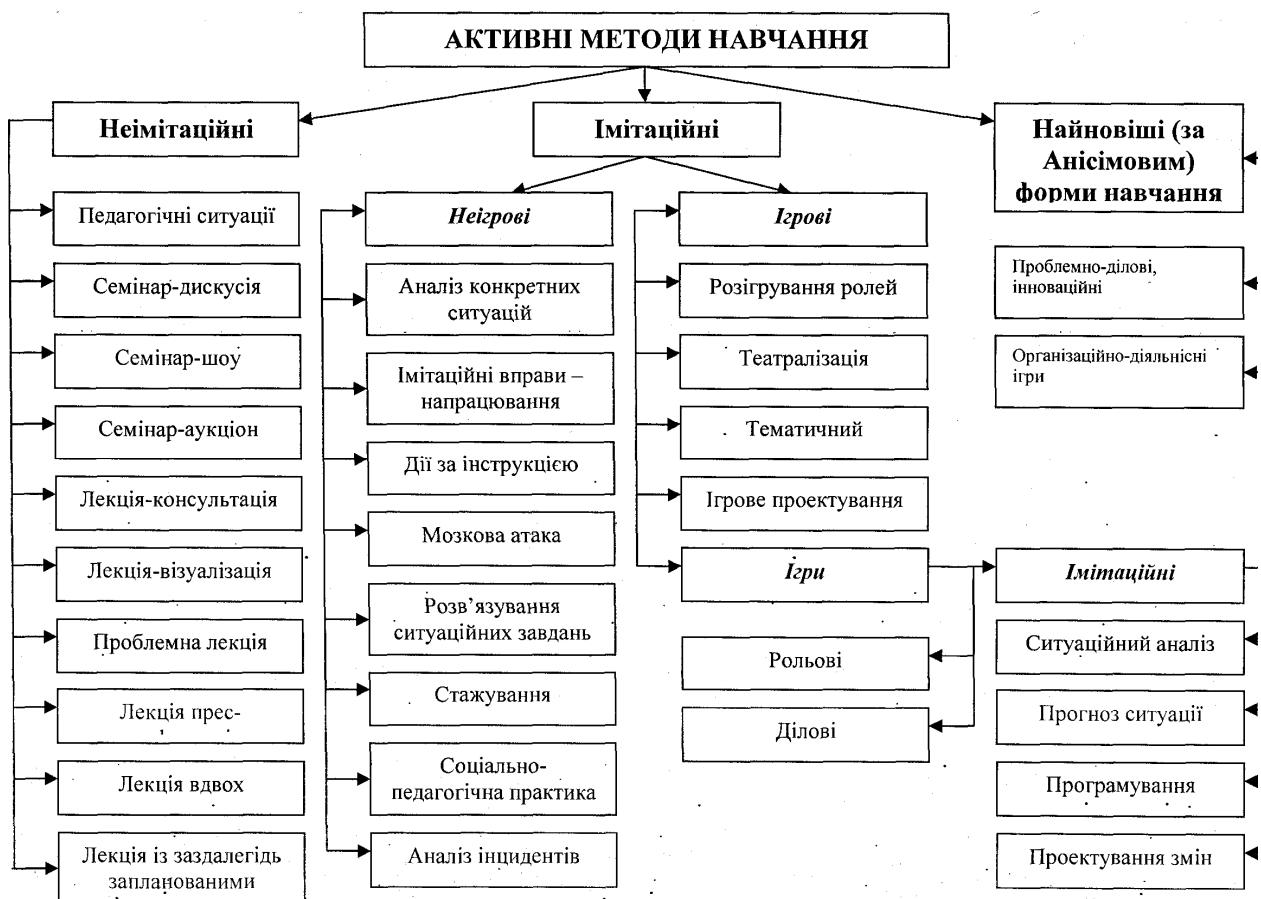 АКТИВНІ МЕТОДИ НАВЧАННЯ
Неімітаційні
Імітаційні
Найновіші (за
Анісімовим)
форми навчання
Педагогічні ситуації
Семінар-дискусія
Семінар-шоу
Семінар-аукціон
Лекція-консультація
Лекція-візуалізація
Проблемна лекція
Лекція прес-
Лекція вдвох
Лекція із заздалегідь
запланованими
Неігрові
Аналіз конкретних
ситуацій
Імітаційні вправи –
напрацювання
Дії за інструкцією
Мозкова атака
Розв’язування
ситуаційних завдань
Стажування
Соціально-
педагогічна практика
Аналіз інцидентів
Ігрові
Розігрування ролей
Театралізація
Тематичний
Ігрове проектування
Ігри
Рольові
Ділові
Проблемно-ділові,
інноваційні
Організаційно-діяльнісні
ігри
Імітаційні
Ситуаційний аналіз
Прогноз ситуації
Програмування
Проектування змін